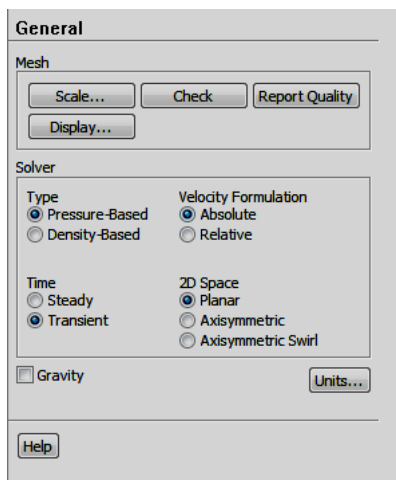 General
Mesh
Scale... Check Report Quality
Display...
Solver
Type Velocity Formulation
Pressure-Based Absolute
Density-Based Relative
Time 2D Space
Steady Planar
Transient Axisymmetric
Axisymmetric Swirl
Gravity Units...
Help